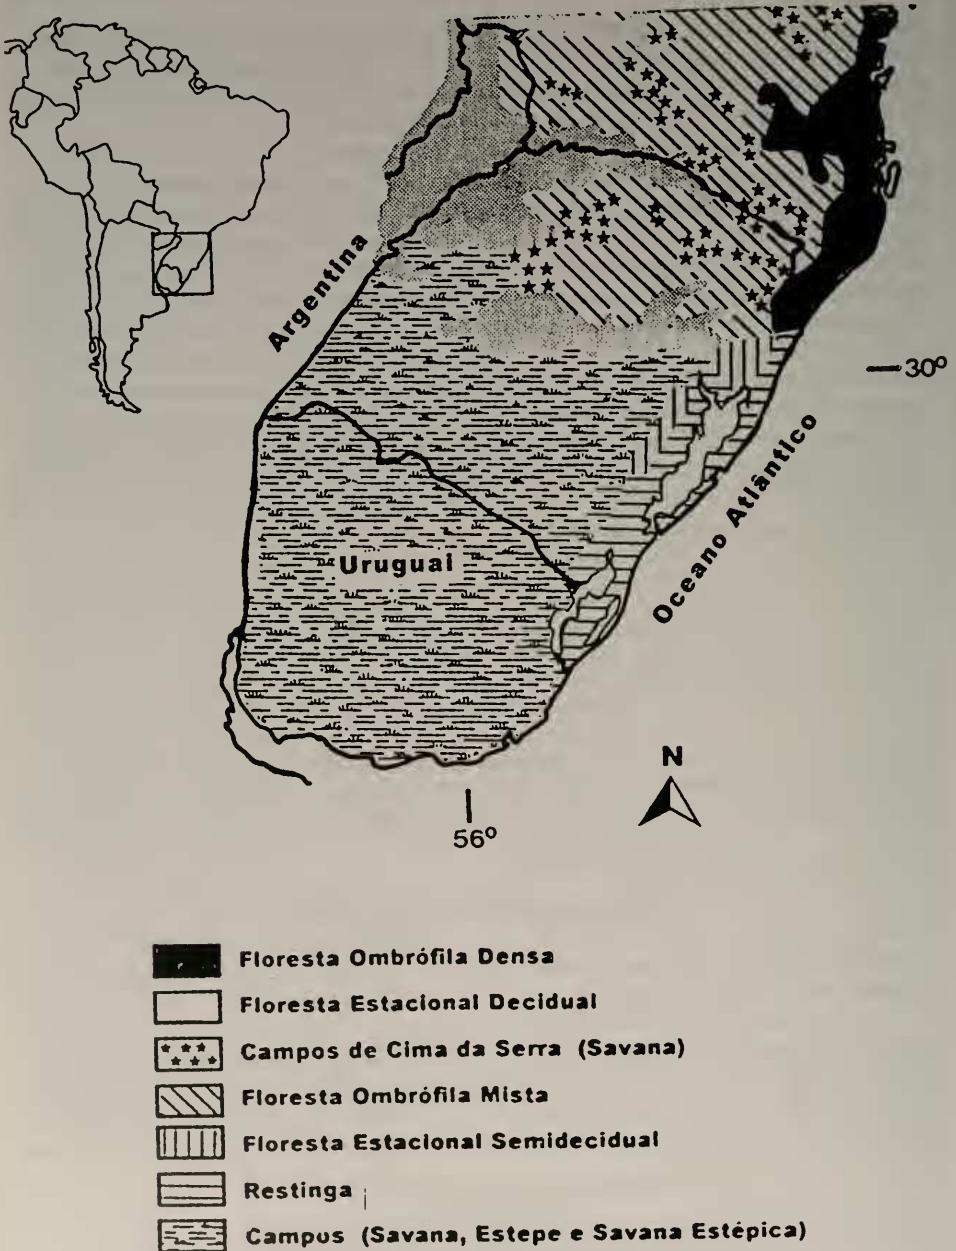 Argentina
30º
Oceano Atlântico
Uruguai
N
56º
Floresta Ombrófila Densa
Floresta Estacional Decidual
Campos de Cima da Serra (Savana)
Floresta Ombrófila Mista
Floresta Estacional Semidecidual
Restinga
Campos (Savana, Estepe e Savana Estépica)